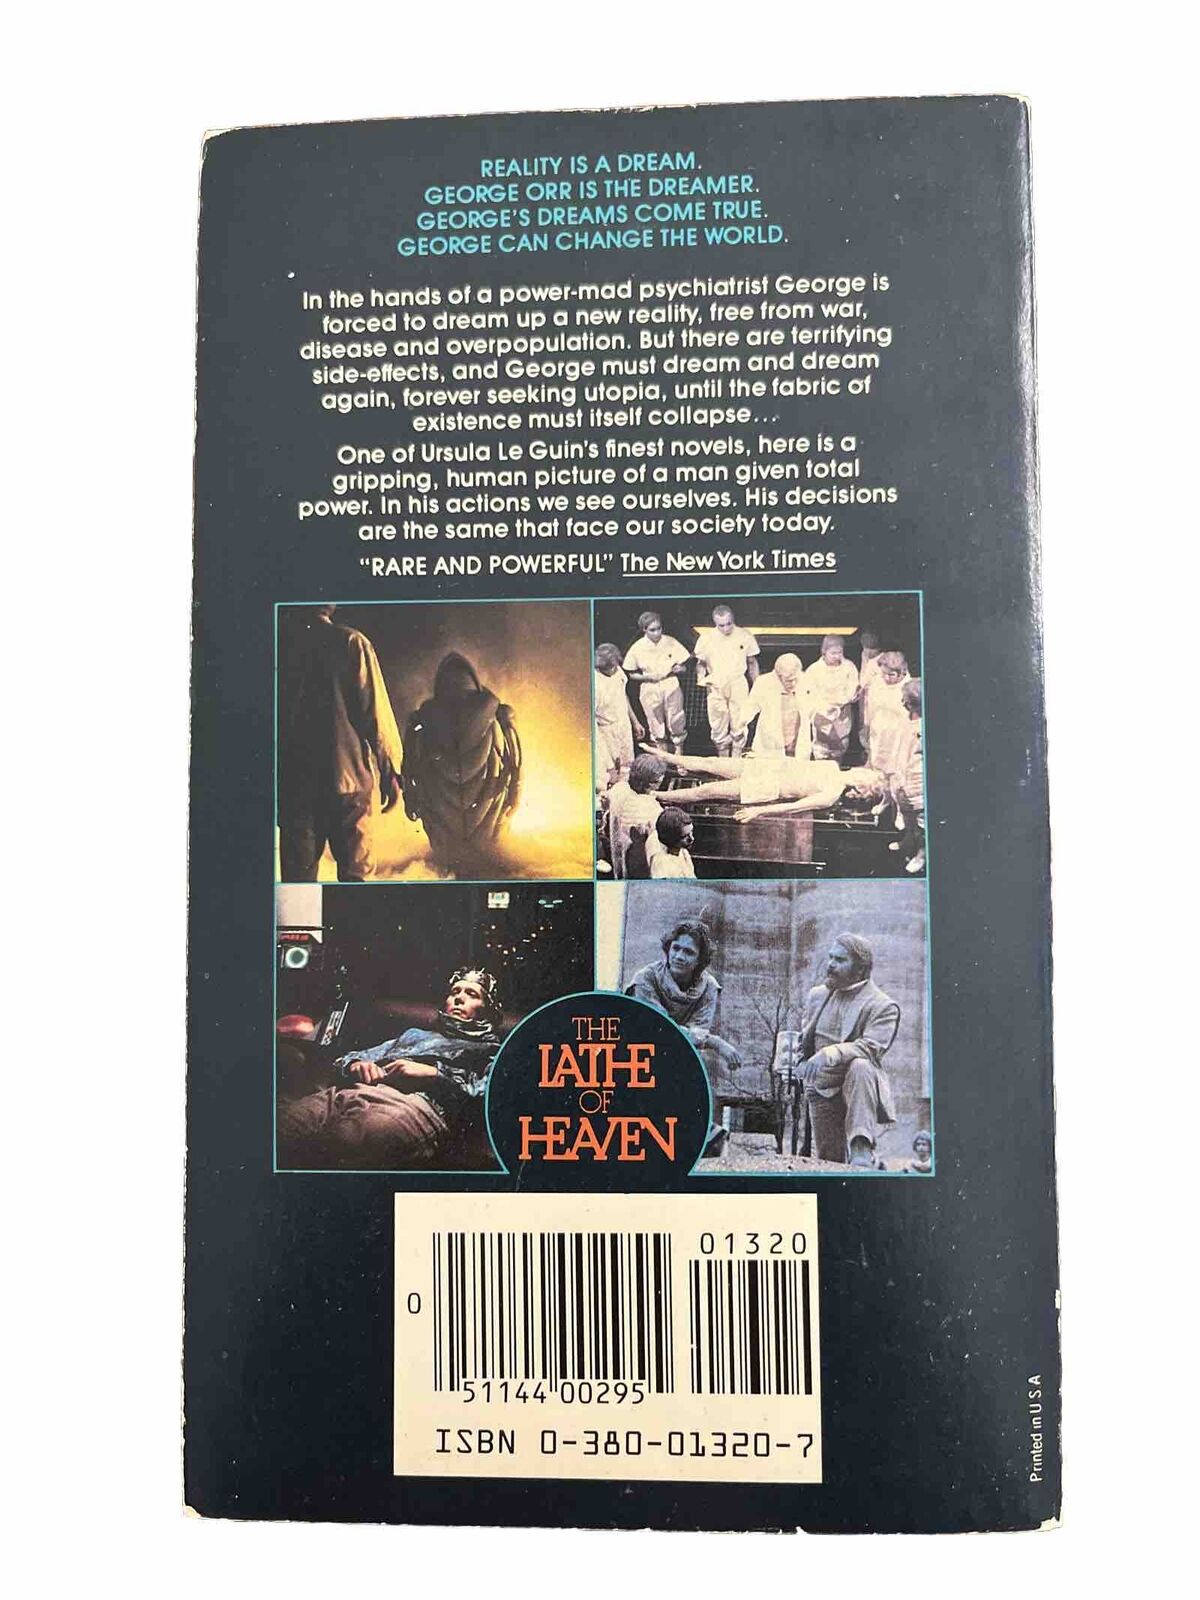 REALITY IS A DREAM.
GEORGE ORR IS THE DREAMER.
GEORGE'S DREAMS COME TRUE.
GEORGE CAN CHANGE THE WORLD.
In the hands of a power-mad psychiatrist George is
forced to dream up a new reality, free from war,
disease and overpopulation. But there are terrifying
side-effects, and George must dream and dream
again, forever seeking utopia, until the fabric of
existence must itself collapse...
One of Ursula Le Guin's finest novels, here is a
gripping, human picture of a man given total
power. In his actions we see ourselves. His decisions
are the same that face our society today.
"RARE AND POWERFUL" The New York Times
THE
LATHE
OF
HEAVEN
01320
0
51144 00295
ISBN 0-380-01320-7
Printed in U S A